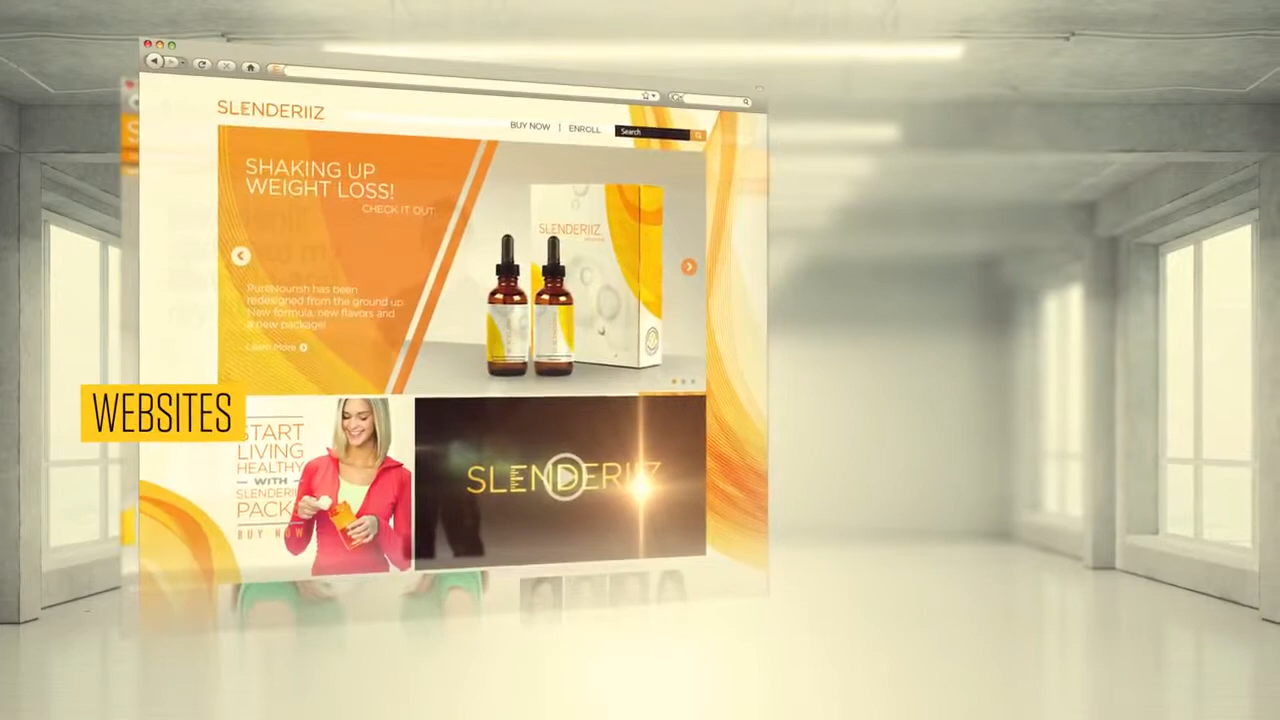 SLENDERIIZ
BUY NOW | ENROLL
Search
SHAKING UP
WEIGHT LOSS!
CHECK IT OUT
SLENDERIIZ
PureNourish has been
redesigned from the ground up.
New formula, new flavors and
a new package!
Learn More
WEBSITES
START
LIVING
HEALTHY
WITH
PACK
BUY NOW
SLENDERIIZ